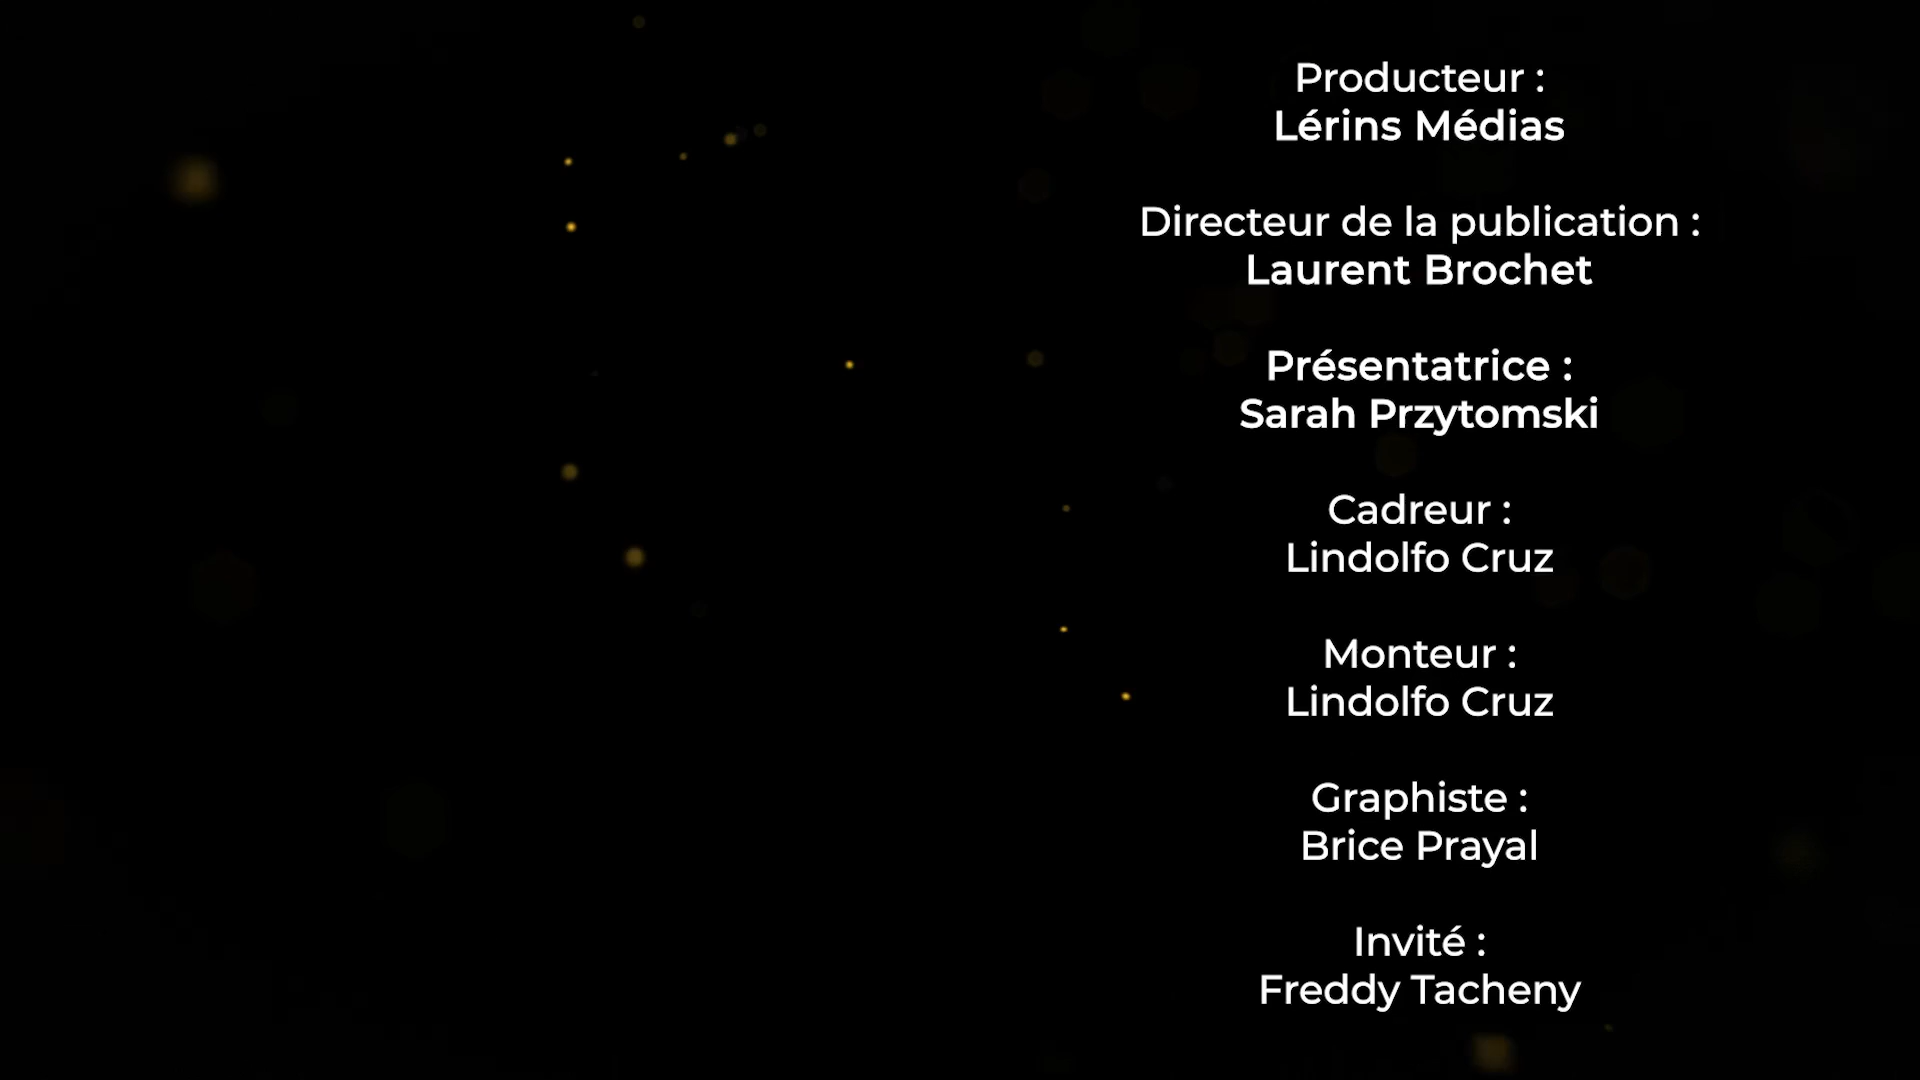 Producteur :
Lérins Médias
Directeur de la publication :
Laurent Brochet
Présentatrice :
Sarah Przytomski
Cadreur :
Lindolfo Cruz
Monteur :
Lindolfo Cruz
Graphiste :
Brice Prayal
Invité :
Freddy Tacheny